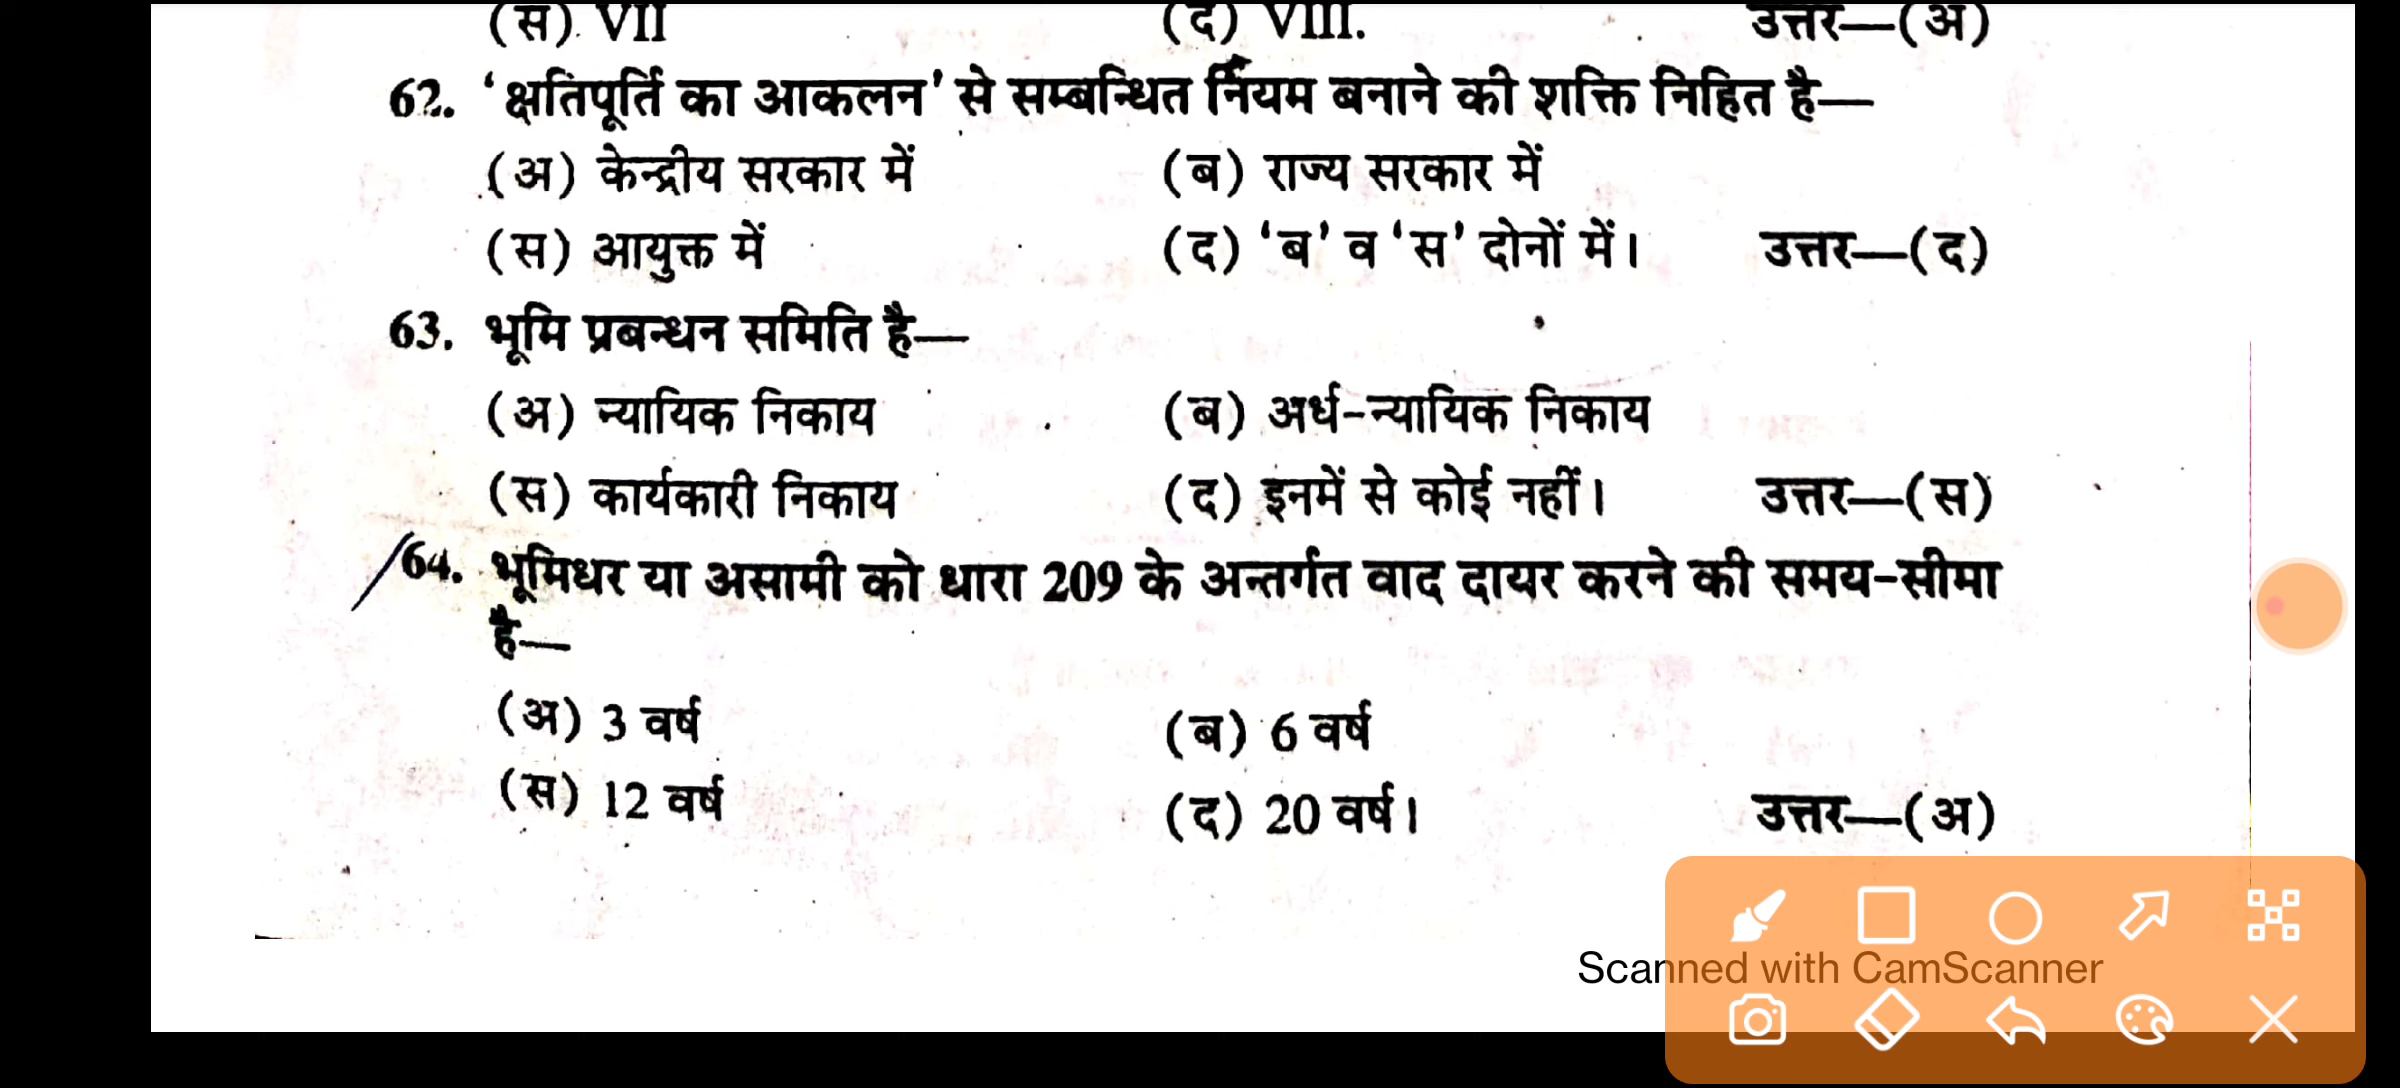 (स) VII (द) VIII. उत्तर—(अ)
62. ‘क्षतिपूर्ति का आकलन’ से सम्बन्धित नियम बनाने की शक्ति निहित है—
(अ) केन्द्रीय सरकार में (ब) राज्य सरकार में
(स) आयुक्त में (द) ‘ब’ व ‘स’ दोनों में। उत्तर—(द)
63. भूमि प्रबन्धन समिति है—
(अ) न्यायिक निकाय (ब) अर्ध-न्यायिक निकाय
(स) कार्यकारी निकाय (द) इनमें से कोई नहीं। उत्तर—(स)
64. भूमिधर या असामी को धारा 209 के अन्तर्गत वाद दायर करने की समय-सीमा
है—
(अ) 3 वर्ष (ब) 6 वर्ष
(स) 12 वर्ष (द) 20 वर्ष। उत्तर—(अ)
Scanned with CamScanner